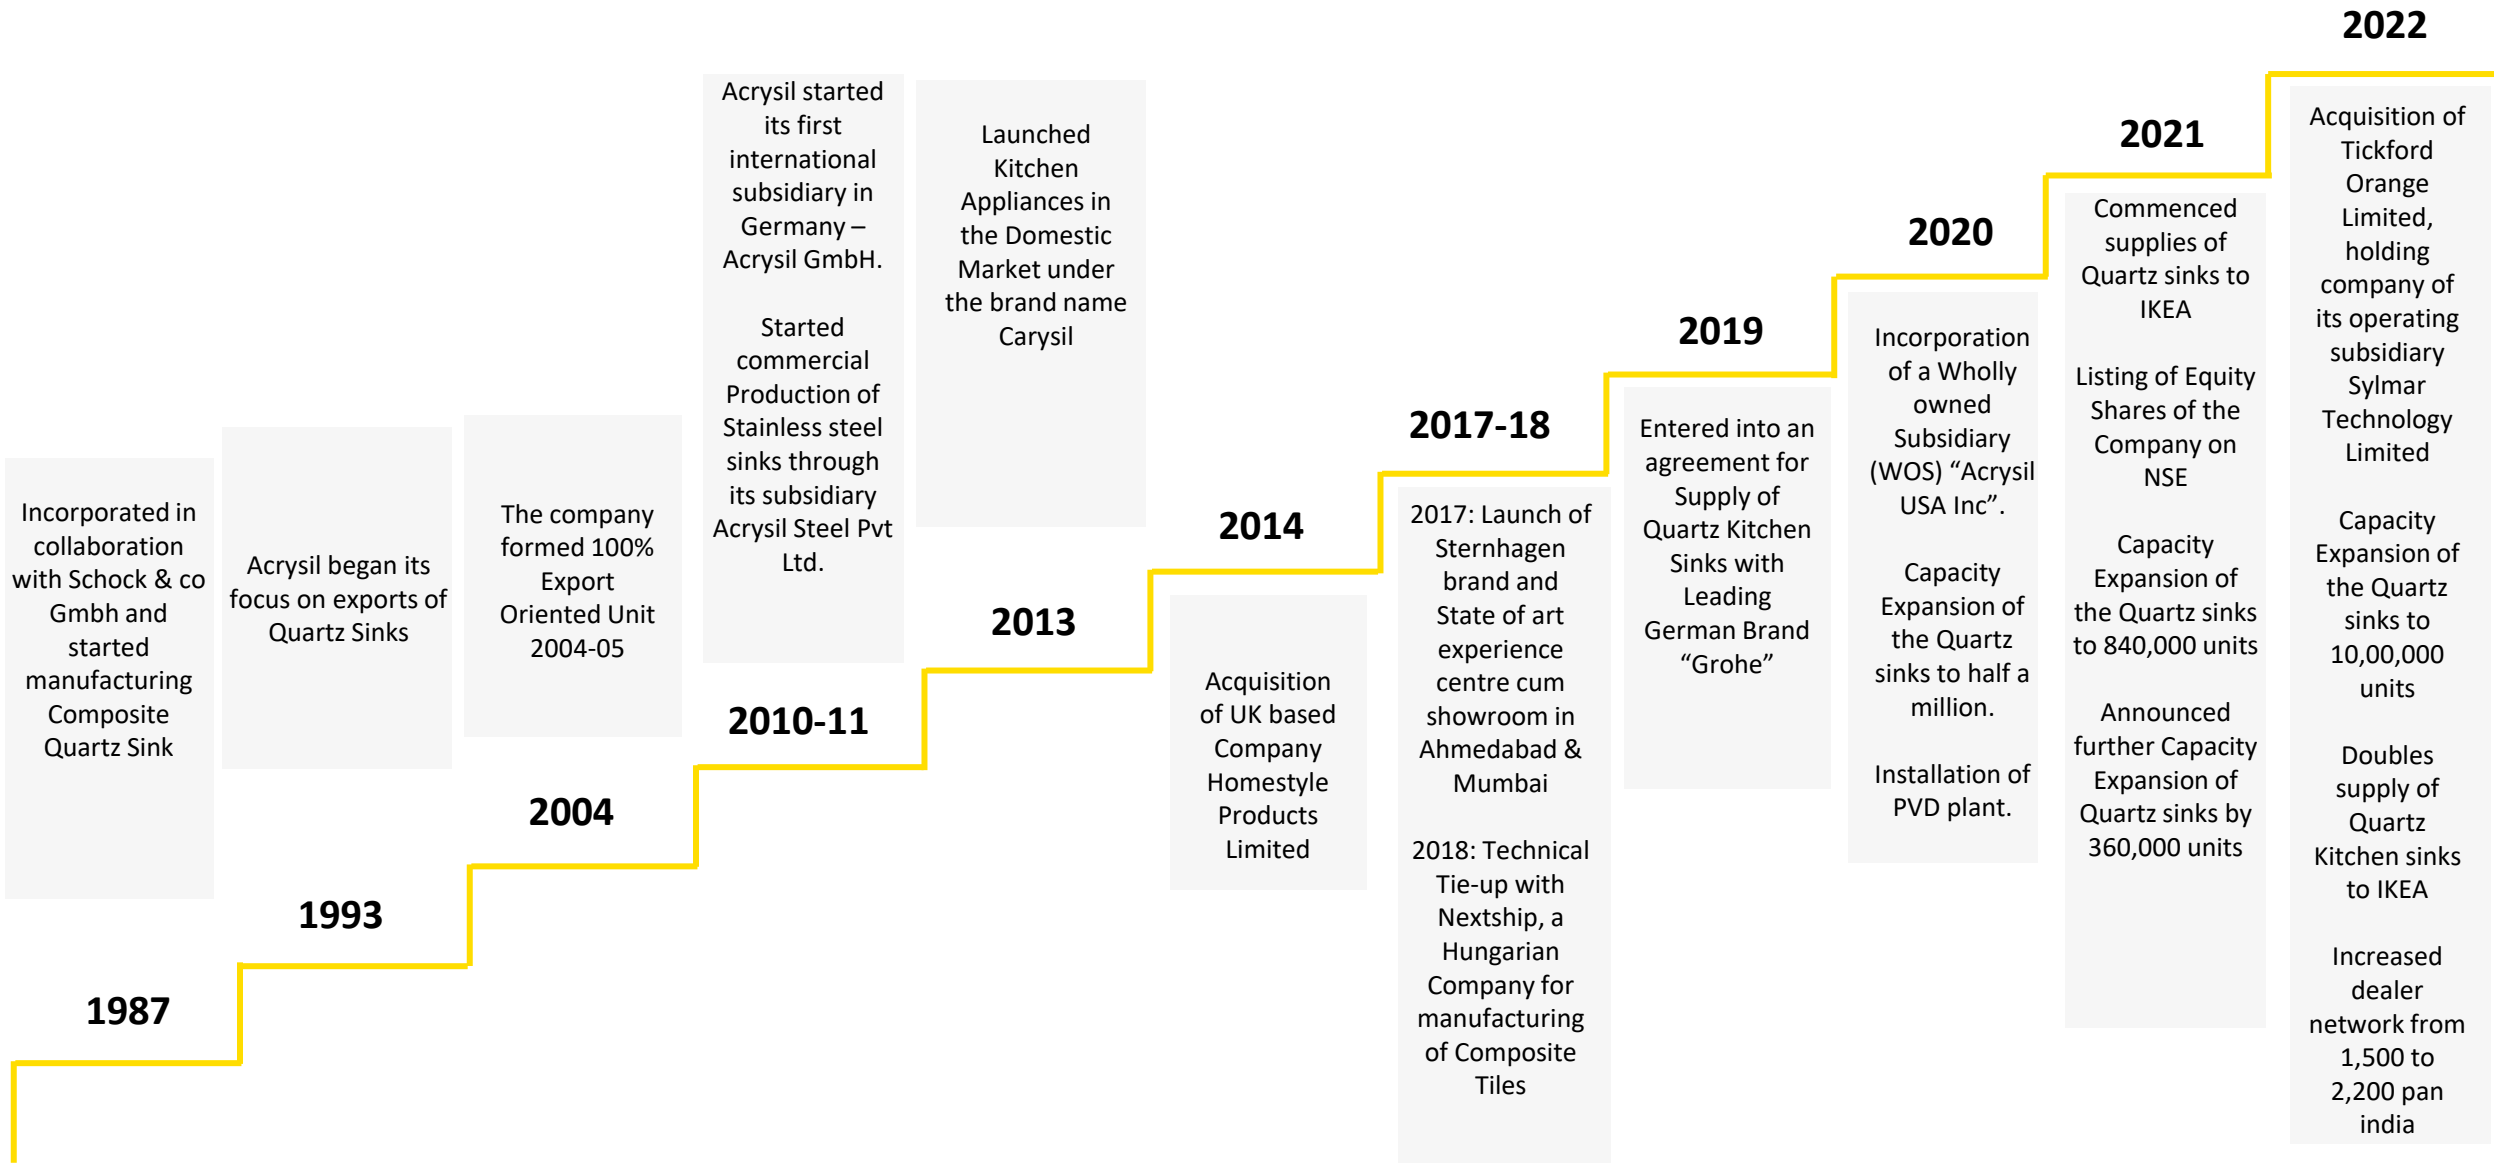 1987
Incorporated in
collaboration
with Schock & co
Gmbh and
started
manufacturing
Composite
Quartz Sink
1993
Acrysil began its
focus on exports of
Quartz Sinks
2004
The company
formed 100%
Export
Oriented Unit
2004-05
2010-11
Acrysil started
its first
international
subsidiary in
Germany –
Acrysil GmbH.
Started
commercial
Production of
Stainless steel
sinks through
its subsidiary
Acrysil Steel Pvt
Ltd.
2013
Launched
Kitchen
Appliances in
the Domestic
Market under
the brand name
Carysil
2014
Acquisition
of UK based
Company
Homestyle
Products
Limited
2017-18
2017: Launch of
Sternhagen
brand and
State of art
experience
centre cum
showroom in
Ahmedabad &
Mumbai
2018: Technical
Tie-up with
Nextship, a
Hungarian
Company for
manufacturing
of Composite
Tiles
2019
Entered into an
agreement for
Supply of
Quartz Kitchen
Sinks with
Leading
German Brand
“Grohe”
2020
Incorporation
of a Wholly
owned
Subsidiary
(WOS) “Acrysil
USA Inc”.
Capacity
Expansion of
the Quartz
sinks to half a
million.
Installation of
PVD plant.
2021
Commenced
supplies of
Quartz sinks to
IKEA
Listing of Equity
Shares of the
Company on
NSE
Capacity
Expansion of
the Quartz sinks
to 840,000 units
Announced
further Capacity
Expansion of
Quartz sinks by
360,000 units
2022
Acquisition of
Tickford
Orange
Limited,
holding
company of
its operating
subsidiary
Sylmar
Technology
Limited
Capacity
Expansion of
the Quartz
sinks to
10,00,000
units
Doubles
supply of
Quartz
Kitchen sinks
to IKEA
Increased
dealer
network from
1,500 to
2,200 pan
india